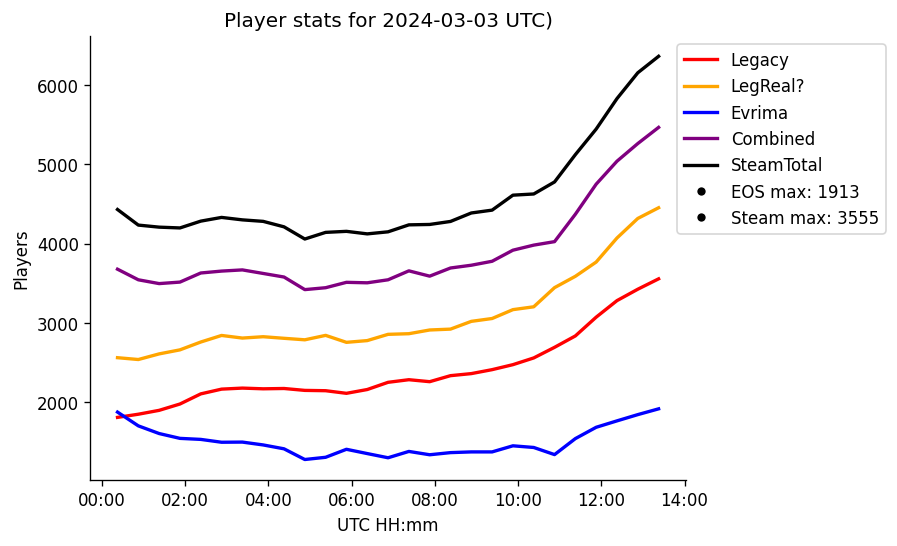 Player stats for 2024-03-03 UTC)
Legacy
LegReal?
Evrima
Combined
SteamTotal
EOS max: 1913
Steam max: 3555
Players
6000
5000
4000
3000
2000
00:00 02:00 04:00 06:00 08:00 10:00 12:00 14:00
UTC HH:mm